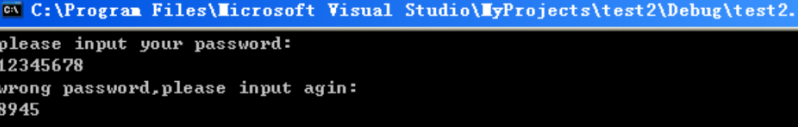 C:\Program Files\Microsoft Visual Studio\MyProjects\test2\Debug\test2.
please input your password:
12345678
wrong password,please input agin:
8945